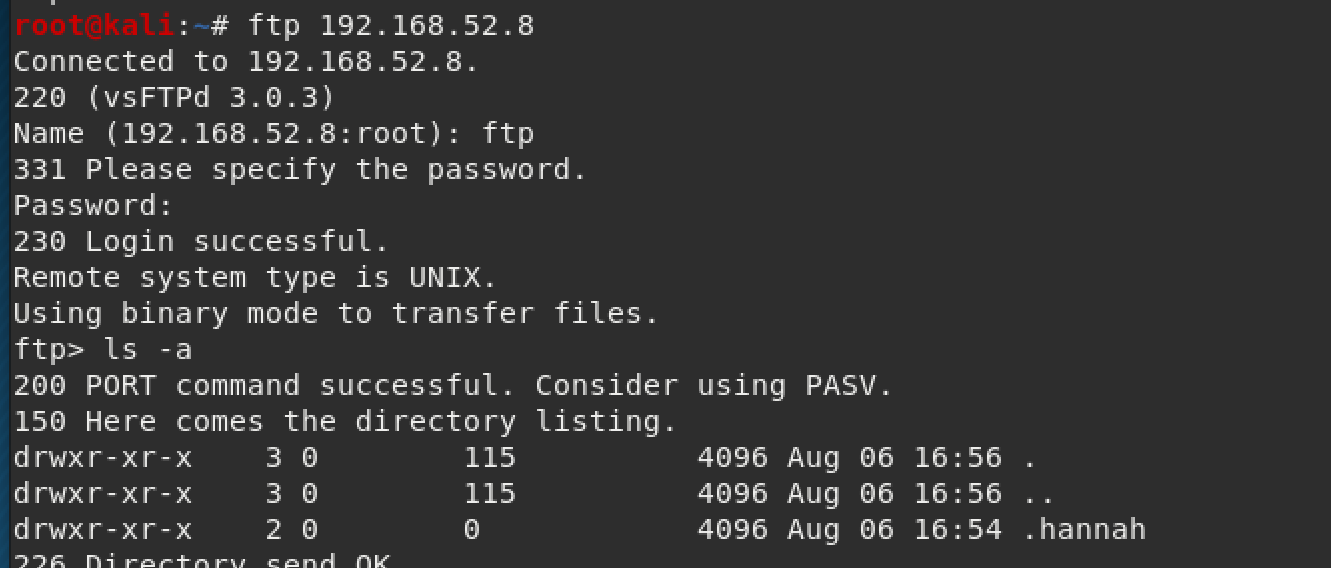 root@kali:~# ftp 192.168.52.8
Connected to 192.168.52.8.
220 (vsFTPd 3.0.3)
Name (192.168.52.8:root): ftp
331 Please specify the password.
Password:
230 Login successful.
Remote system type is UNIX.
Using binary mode to transfer files.
ftp> ls -a
200 PORT command successful. Consider using PASV.
150 Here comes the directory listing.
drwxr-xr-x    3 0        115          4096 Aug 06 16:56 .
drwxr-xr-x    3 0        115          4096 Aug 06 16:56 ..
drwxr-xr-x    2 0        0            4096 Aug 06 16:54 .hannah
226 Directory send OK